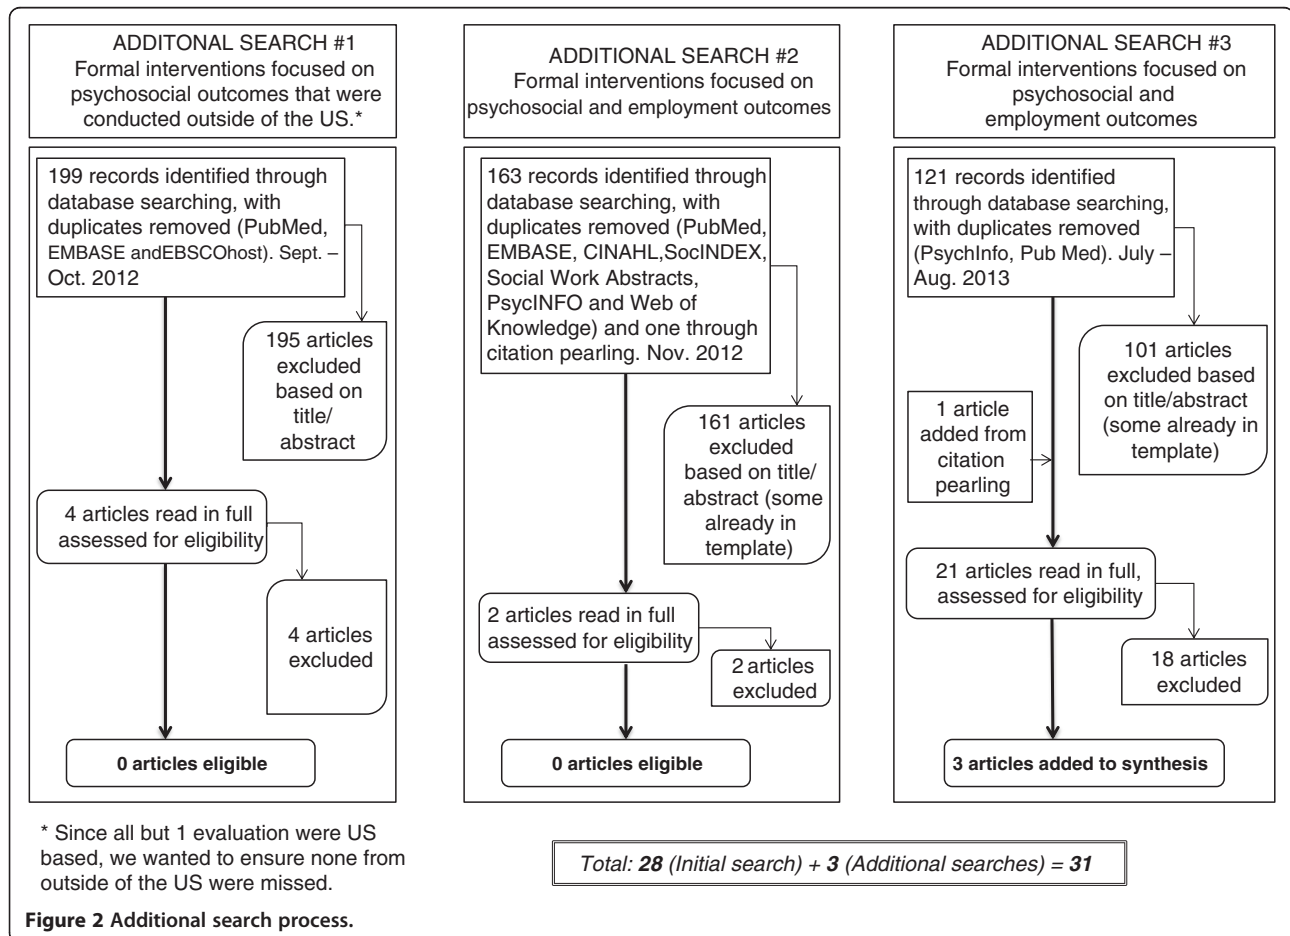 ADDITONAL SEARCH #1
Formal interventions focused on
psychosocial outcomes that were
conducted outside of the US.*
199 records identified through
database searching, with
duplicates removed (PubMed,
EMBASE andEBSCOhost). Sept. –
Oct. 2012
195 articles
excluded
based on
title/
abstract
4 articles read in full
assessed for eligibility
4 articles
excluded
0 articles eligible
* Since all but 1 evaluation were US
based, we wanted to ensure none from
outside of the US were missed.
ADDITIONAL SEARCH #2
Formal interventions focused on
psychosocial and employment outcomes
163 records identified through
database searching, with
duplicates removed (PubMed,
EMBASE, CINAHL,SocINDEX,
Social Work Abstracts,
PsycINFO and Web of
Knowledge) and one through
citation pearling. Nov. 2012
161 articles
excluded
based on title/
abstract (some
already in
template)
2 articles read in full
assessed for eligibility
2 articles
excluded
0 articles eligible
ADDITIONAL SEARCH #3
Formal interventions focused on
psychosocial and
employment outcomes
121 records identified
through database searching,
with duplicates removed
(PsychInfo, Pub Med). July –
Aug. 2013
101 articles
excluded based
on title/abstract
(some already in
template)
1 article
added from
citation
pearling
21 articles read in full,
assessed for eligibility
18 articles
excluded
3 articles added to synthesis
Total: 28 (Initial search) + 3 (Additional searches) = 31
Figure 2 Additional search process.